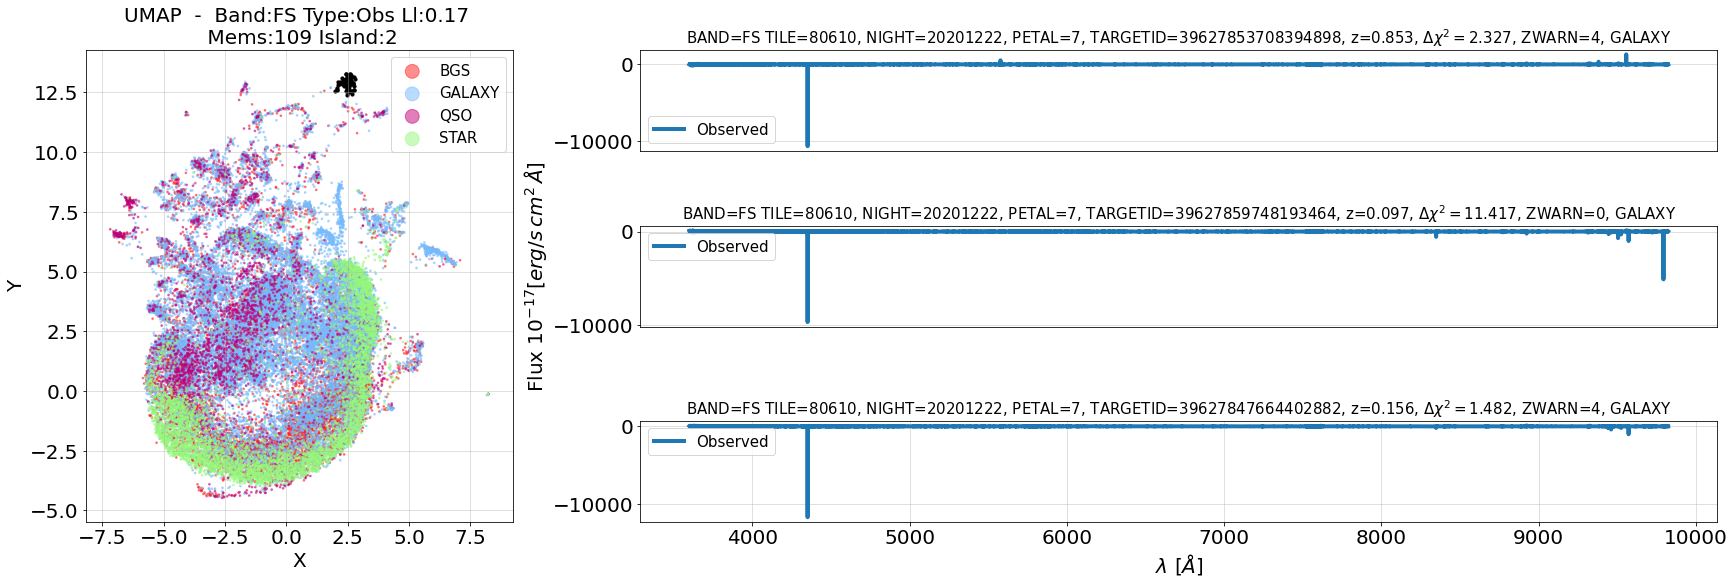 UMAP  -  Band:FS Type:Obs Ll:0.17
Mems:109 Island:2
BGS
GALAXY
QSO
STAR
12.5
10.0
7.5
5.0
2.5
0.0
−2.5
−5.0
Y
−7.5 −5.0 −2.5 0.0 2.5 5.0 7.5
X
Flux 10⁻¹⁷[erg/s cm² Å]
BAND=FS TILE=80610, NIGHT=20201222, PETAL=7, TARGETID=39627853708394898, z=0.853, Δχ² = 2.327, ZWARN=4, GALAXY
0
−10000
Observed
BAND=FS TILE=80610, NIGHT=20201222, PETAL=7, TARGETID=39627859748193464, z=0.097, Δχ² = 11.417, ZWARN=0, GALAXY
0
−10000
Observed
BAND=FS TILE=80610, NIGHT=20201222, PETAL=7, TARGETID=39627847664402882, z=0.156, Δχ² = 1.482, ZWARN=4, GALAXY
0
−10000
Observed
4000 5000 6000 7000 8000 9000 10000
λ [Å]